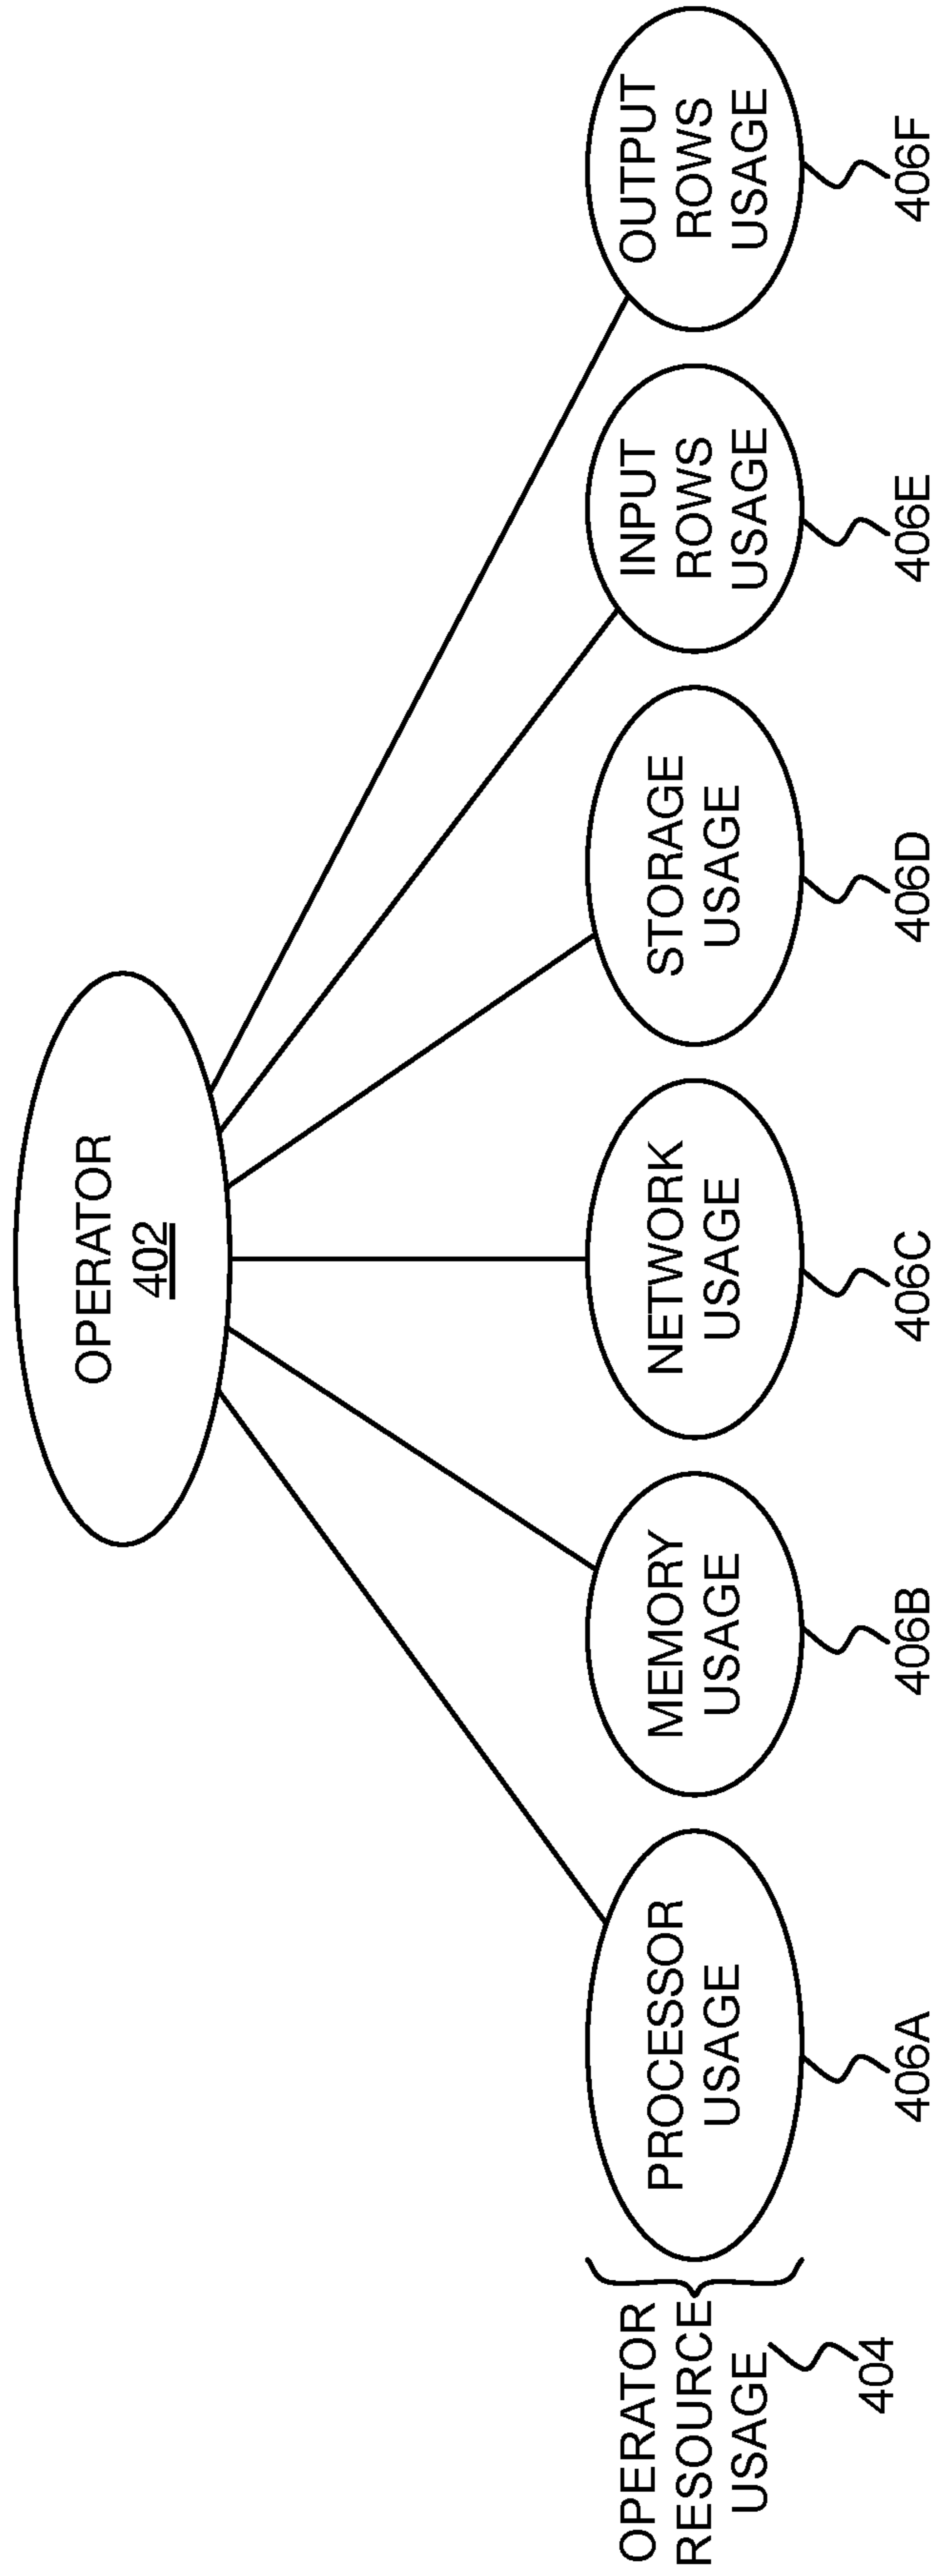 OPERATOR
402
OPERATOR
RESOURCE
USAGE
404
PROCESSOR
USAGE
406A
MEMORY
USAGE
406B
NETWORK
USAGE
406C
STORAGE
USAGE
406D
INPUT
ROWS
USAGE
406E
OUTPUT
ROWS
USAGE
406F